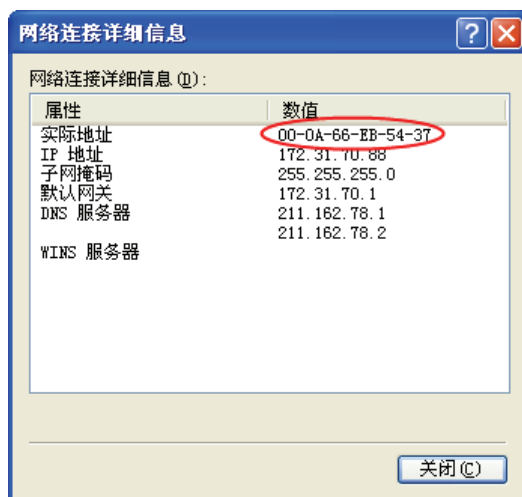 网络连接详细信息
网络连接详细信息(D):
属性 数值
实际地址 00-0A-66-EB-54-37
IP 地址 172.31.70.88
子网掩码 255.255.255.0
默认网关 172.31.70.1
DNS 服务器 211.162.78.1
211.162.78.2
WINS 服务器
关闭(C)